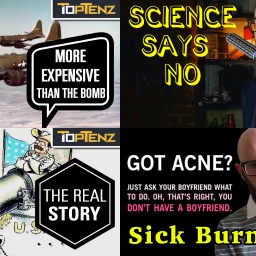 TOPTENZ
MORE
EXPENSIVE
THAN THE BOMB
SCIENCE
SAYS
NO
TOPTENZ
THE REAL
STORY
U.S.
GOT ACNE?
JUST ASK YOUR BOYFRIEND WHAT
TO DO. OH, THAT'S RIGHT, YOU
DON'T HAVE A BOYFRIEND.
Sick Burn